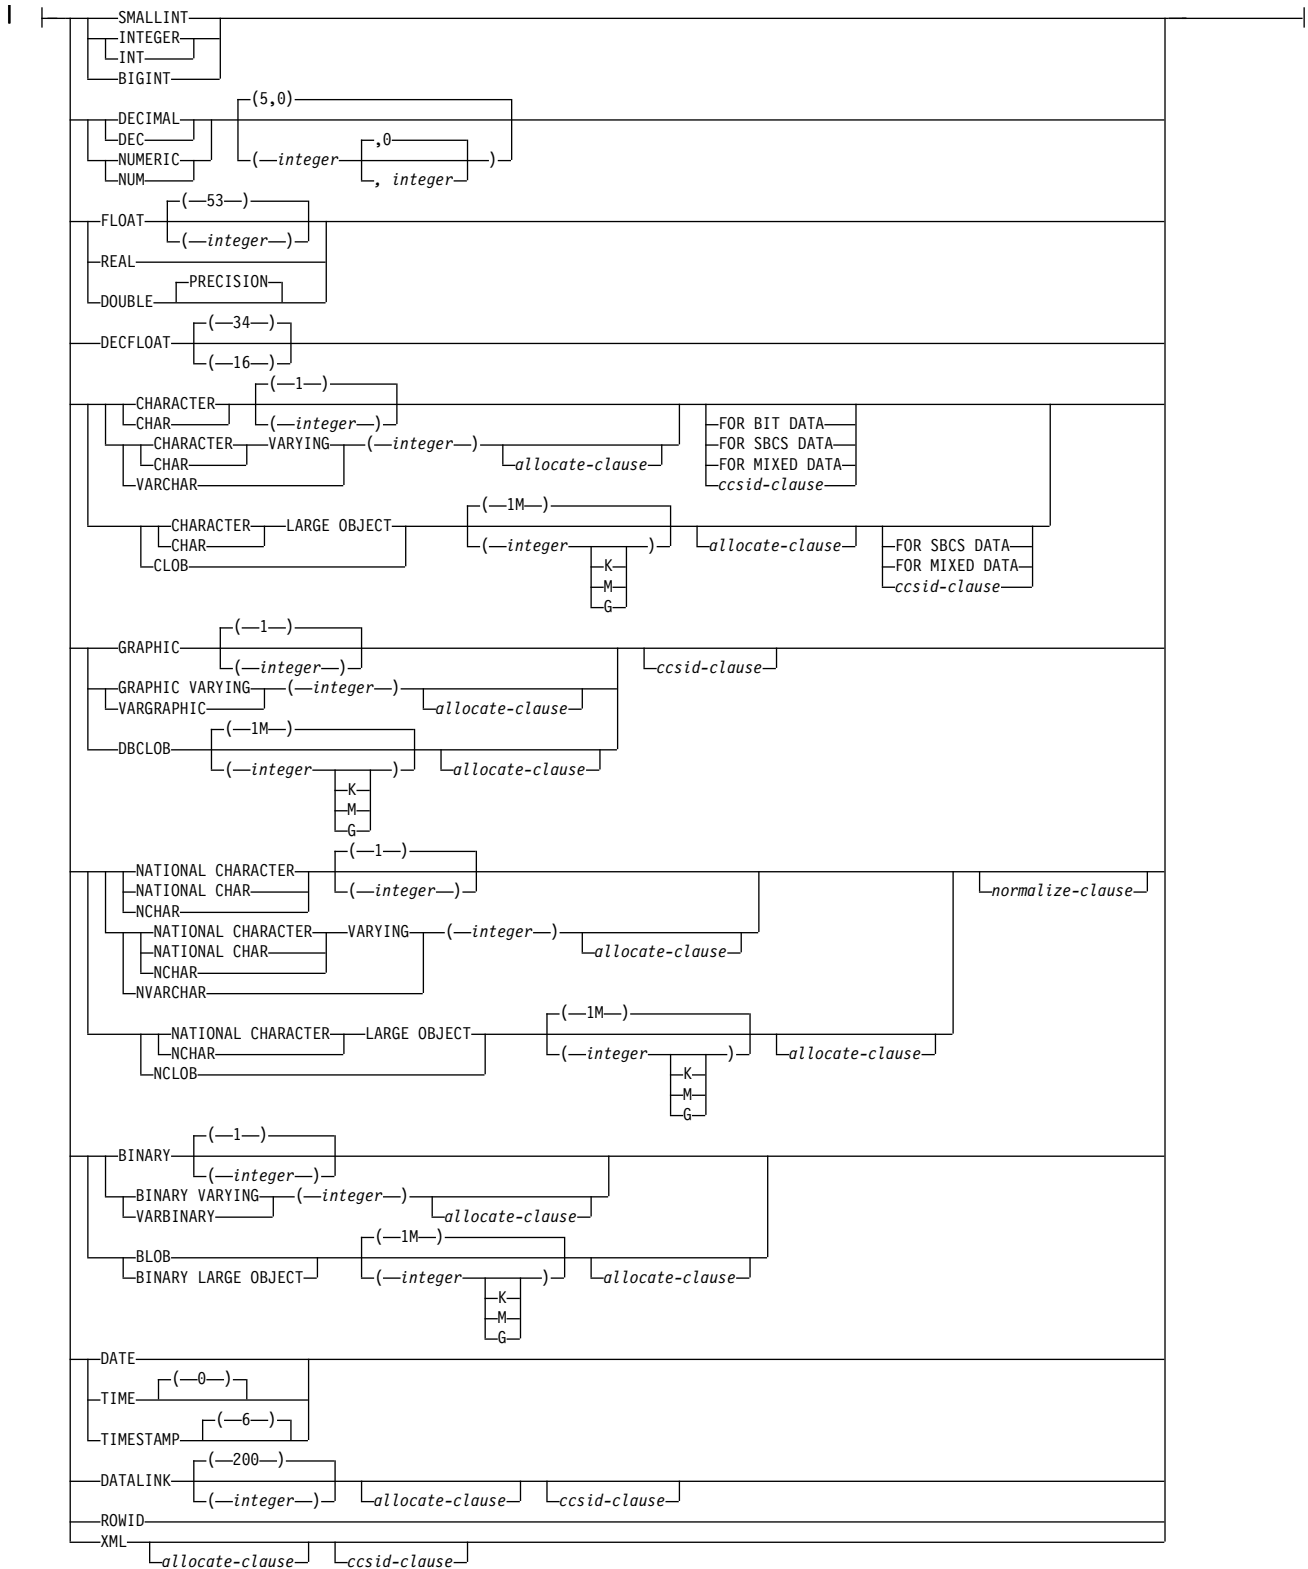 SMALLINT
INTEGER
INT
BIGINT
(5,0)
DECIMAL
DEC ,0
NUMERIC ( integer )
NUM , integer
( 53 )
FLOAT
( integer )
REAL
PRECISION
DOUBLE
( 34 )
DECFLOAT
( 16 )
( 1 )
CHARACTER
CHAR ( integer ) FOR BIT DATA
CHARACTER VARYING ( integer ) FOR SBCS DATA
CHAR allocate-clause FOR MIXED DATA
VARCHAR ccsid-clause
( 1M )
CHARACTER LARGE OBJECT
CHAR ( integer ) allocate-clause FOR SBCS DATA
CLOB K FOR MIXED DATA
M ccsid-clause
G
( 1 )
GRAPHIC
( integer ) ccsid-clause
GRAPHIC VARYING ( integer )
VARGRAPHIC allocate-clause
( 1M )
DBCLOB
( integer ) allocate-clause
K
M
G
( 1 )
NATIONAL CHARACTER
NATIONAL CHAR ( integer ) normalize-clause
NCHAR
NATIONAL CHARACTER VARYING ( integer )
NATIONAL CHAR allocate-clause
NCHAR
NVARCHAR
( 1M )
NATIONAL CHARACTER LARGE OBJECT
NCHAR ( integer ) allocate-clause
NCLOB K
M
G
( 1 )
BINARY
( integer )
BINARY VARYING ( integer )
VARBINARY allocate-clause
( 1M )
BLOB
BINARY LARGE OBJECT ( integer ) allocate-clause
K
M
G
DATE
( 0 )
TIME
( 6 )
TIMESTAMP
( 200 )
DATALINK
( integer ) allocate-clause ccsid-clause
ROWID
XML
allocate-clause ccsid-clause